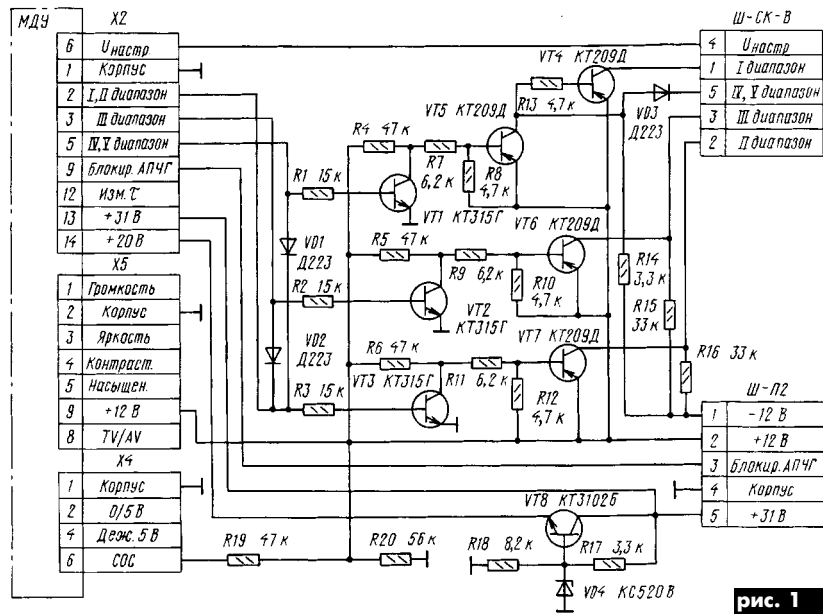 МДУ
X2
6 Uнастр
1 Корпус
2 I,II диапазон
3 III диапазон
5 IV,V диапазон
9 Блокир. АПЧГ
12 Изм. τ
13 +31 В
14 +20 В
X5
1 Громкость
2 Корпус
3 Яркость
4 Контраст.
5 Насыщен.
9 +12 В
8 TV/AV
X4
1 Корпус
2 0/5 В
4 Деж. 5 В
6 СОС
Ш-СК-В
4 Uнастр
1 I диапазон
5 IV, V диапазон
3 III диапазон
2 II диапазон
VT4 КТ209Д
VT5 КТ209Д
R13 4,7 к
VD3
Д223
R4 47 к
R7
6,2 к
R8
4,7 к
R1 15 к
VT1 КТ315Г
VT6 КТ209Д
R5 47 к
VD1
Д223
R9 6,2 к
R10
4,7 к
R14
3,3 к
R2 15 к
VT2
КТ315Г
R15
33 к
VT7 КТ209Д
VD2
Д223
R6 47 к
R16 33 к
VT3 КТ315Г
R11 6,2 к
R3 15 к
R12
4,7 к
Ш-П2
1 -12 В
2 +12 В
3 Блокир. АПЧГ
4 Корпус
5 +31 В
VT8 КТ3102Б
R19 47 к
R20 56 к
R18 8,2 к
R17 3,3 к
VD4 КС520В
рис. 1